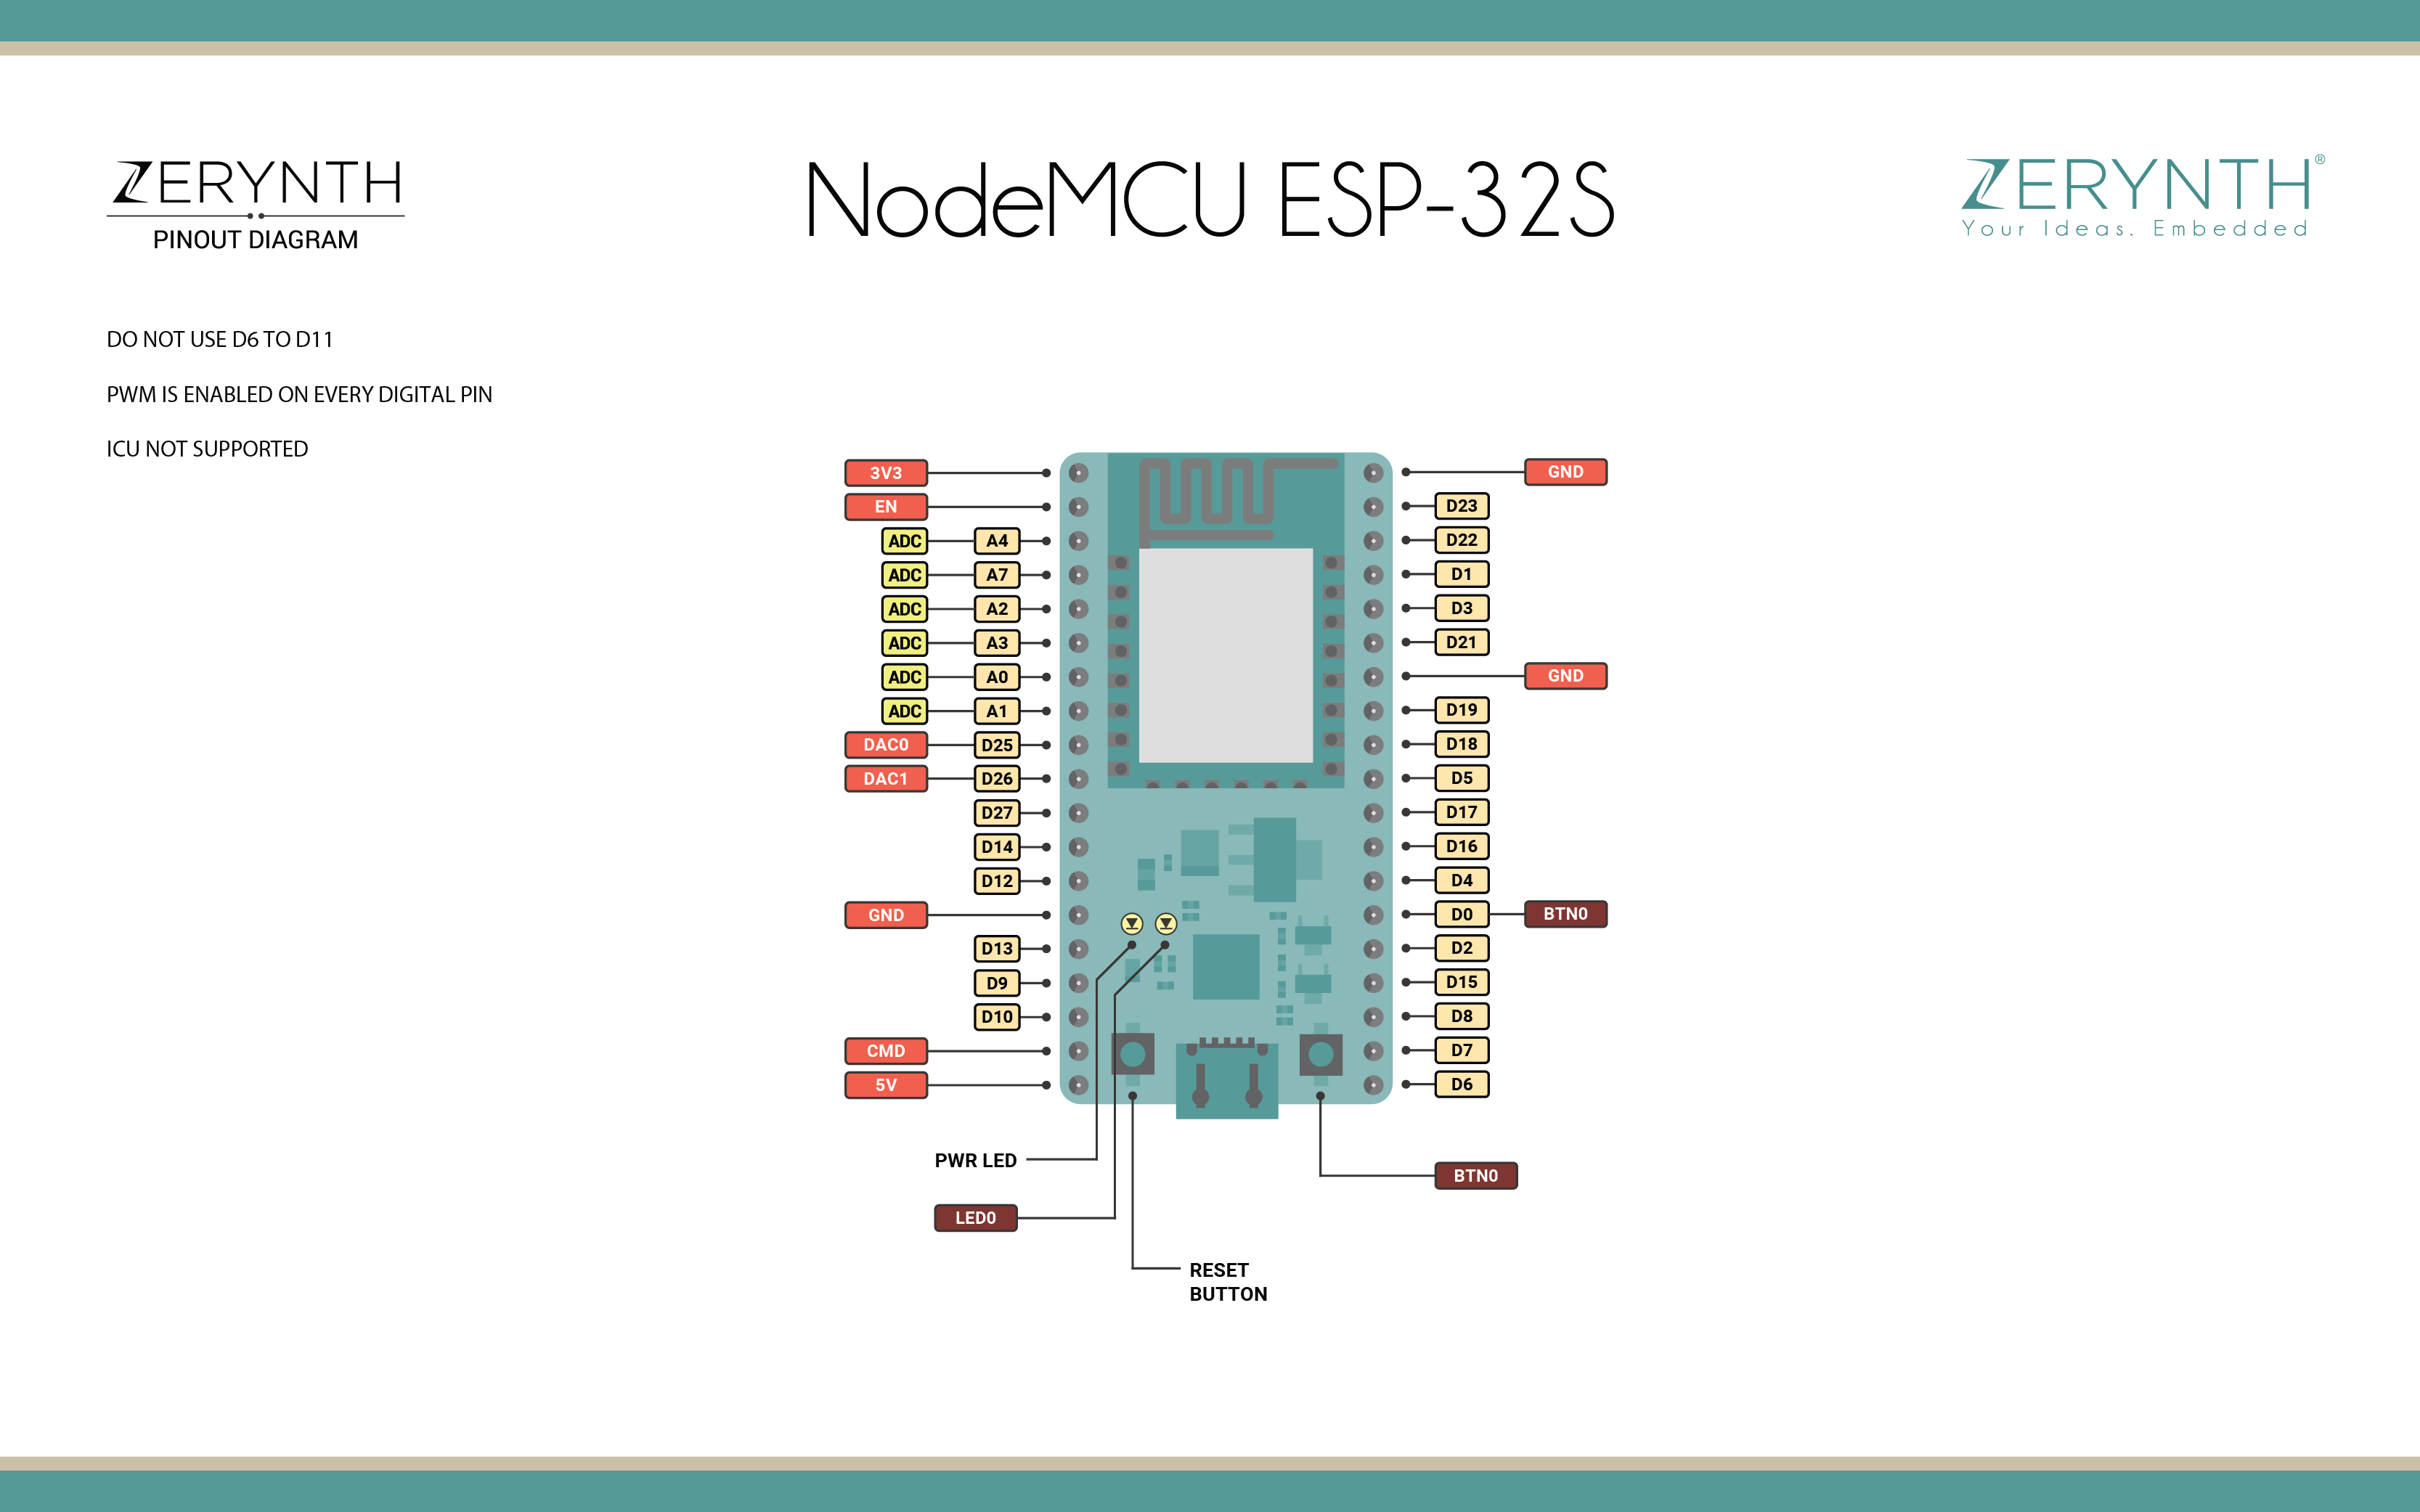 ZERYNTH
PINOUT DIAGRAM
NodeMCU ESP-32S
ZERYNTH®
Your Ideas. Embedded
DO NOT USE D6 TO D11
PWM IS ENABLED ON EVERY DIGITAL PIN
ICU NOT SUPPORTED
3V3
EN
ADC A4
ADC A7
ADC A2
ADC A3
ADC A0
ADC A1
DAC0 D25
DAC1 D26
D27
D14
D12
GND
D13
D9
D10
CMD
5V
GND
D23
D22
D1
D3
D21
GND
D19
D18
D5
D17
D16
D4
D0 BTN0
D2
D15
D8
D7
D6
PWR LED
BTN0
LED0
RESET
BUTTON